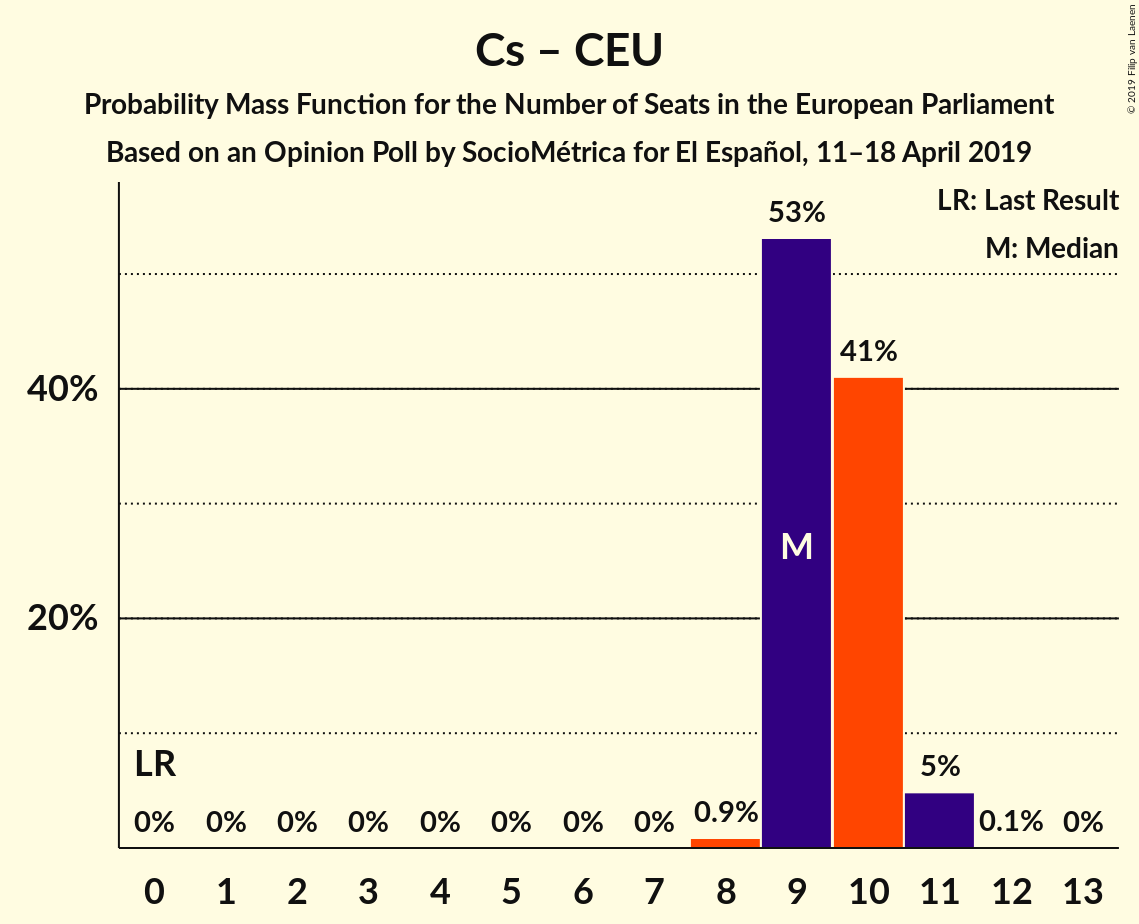 Cs – CEU
Probability Mass Function for the Number of Seats in the European Parliament
Based on an Opinion Poll by SocioMétrica for El Español, 11–18 April 2019
© 2019 Filip van Laenen
LR: Last Result
M: Median
53%
41%
40%
M
20%
LR
5%
0% 0% 0% 0% 0% 0% 0% 0% 0.9% 0.1% 0%
0 1 2 3 4 5 6 7 8 9 10 11 12 13